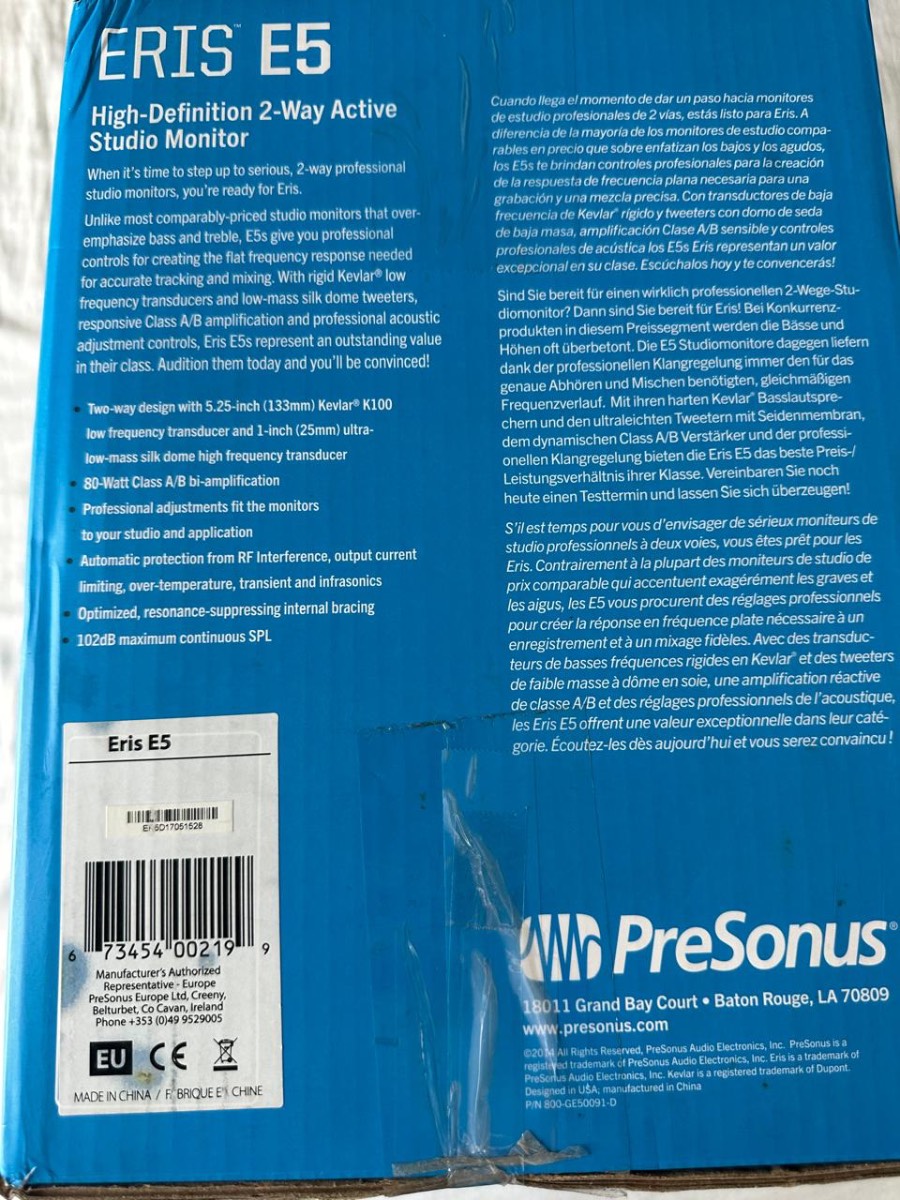 ERIS™ E5
High-Definition 2-Way Active
Studio Monitor
When it's time to step up to serious, 2-way professional
studio monitors, you're ready for Eris.
Unlike most comparably-priced studio monitors that over-
emphasize bass and treble, E5s give you professional
controls for creating the flat frequency response needed
for accurate tracking and mixing. With rigid Kevlar® low
frequency transducers and low-mass silk dome tweeters,
responsive Class A/B amplification and professional acoustic
adjustment controls, Eris E5s represent an outstanding value
in their class. Audition them today and you'll be convinced!
• Two-way design with 5.25-inch (133mm) Kevlar® K100
low frequency transducer and 1-inch (25mm) ultra-
low-mass silk dome high frequency transducer
• 80-Watt Class A/B bi-amplification
• Professional adjustments fit the monitors
to your studio and application
• Automatic protection from RF Interference, output current
limiting, over-temperature, transient and infrasonics
• Optimized, resonance-suppressing internal bracing
• 102dB maximum continuous SPL
Cuando llega el momento de dar un paso hacia monitores
de estudio profesionales de 2 vías, estás listo para Eris. A
diferencia de la mayoría de los monitores de estudio compa-
rables en precio que sobre enfatizan los bajos y los agudos,
los E5s te brindan controles profesionales para la creación
de la respuesta de frecuencia plana necesaria para una
grabación y una mezcla precisa. Con transductores de baja
frecuencia de Kevlar® rígido y tweeters con domo de seda
de baja masa, amplificación Clase A/B sensible y controles
profesionales de acústica los E5s Eris representan un valor
excepcional en su clase. Escúchalos hoy y te convencerás!
Sind Sie bereit für einen wirklich professionellen 2-Wege-Stu-
diomonitor? Dann sind Sie bereit für Eris! Bei Konkurrenz-
produkten in diesem Preissegment werden die Bässe und
Höhen oft überbetont. Die E5 Studiomonitore dagegen liefern
dank der professionellen Klangregelung immer den für das
genaue Abhören und Mischen benötigten, gleichmäßigen
Frequenzverlauf. Mit ihren harten Kevlar® Basslautspre-
chern und den ultraleichten Tweetern mit Seidenmembran,
dem dynamischen Class A/B Verstärker und der professi-
onellen Klangregelung bieten die Eris E5 das beste Preis-/
Leistungsverhältnis ihrer Klasse. Vereinbaren Sie noch
heute einen Testtermin und lassen Sie sich überzeugen!
S'il est temps pour vous d'envisager de sérieux moniteurs de
studio professionnels à deux voies, vous êtes prêt pour les
Eris. Contrairement à la plupart des moniteurs de studio de
prix comparable qui accentuent exagérément les graves et
les aigus, les E5 vous procurent des réglages professionnels
pour créer la réponse en fréquence plate nécessaire à un
enregistrement et à un mixage fidèles. Avec des transduc-
teurs de basses fréquences rigides en Kevlar® et des tweeters
de faible masse à dôme en soie, une amplification réactive
de classe A/B et des réglages professionnels de l'acoustique,
les Eris E5 offrent une valeur exceptionnelle dans leur caté-
gorie. Écoutez-les dès aujourd'hui et vous serez convaincu!
Eris E5
5D17051528
6 73454 00219 9
Manufacturer's Authorized
Representative - Europe
PreSonus Europe Ltd, Creeny,
Belturbet, Co Cavan, Ireland
Phone +353 (0)49 9529005
EU CE
MADE IN CHINA / FABRIQUE EN CHINE
PreSonus®
18011 Grand Bay Court • Baton Rouge, LA 70809
www.presonus.com
©2014 All Rights Reserved, PreSonus Audio Electronics, Inc. PreSonus is a
registered trademark of PreSonus Audio Electronics, Inc. Eris is a trademark of
PreSonus Audio Electronics, Inc. Kevlar is a registered trademark of Dupont.
Designed in USA; manufactured in China
P/N 800-GE50091-D